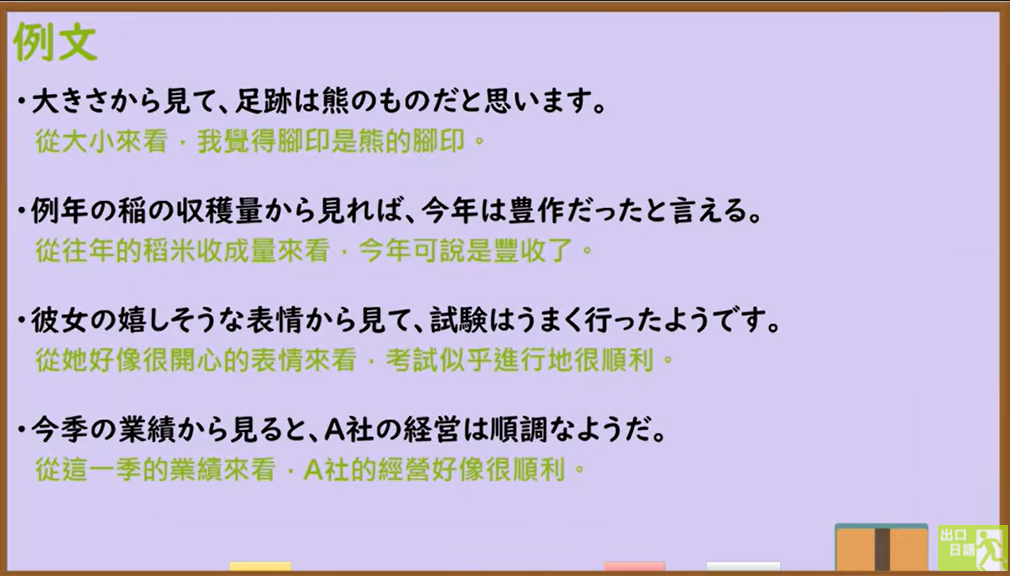 例文
・大きさから見て、足跡は熊のものだと思います。
從大小來看，我覺得腳印是熊的腳印。
・例年の稲の収穫量から見れば、今年は豊作だったと言える。
從往年的稻米收成量來看，今年可說是豐收了。
・彼女の嬉しそうな表情から見て、試験はうまく行ったようです。
從她好像很開心的表情來看，考試似乎進行地很順利。
・今季の業績から見ると、A社の経営は順調なようだ。
從這一季的業績來看，A社的經營好像很順利。
出口
日語